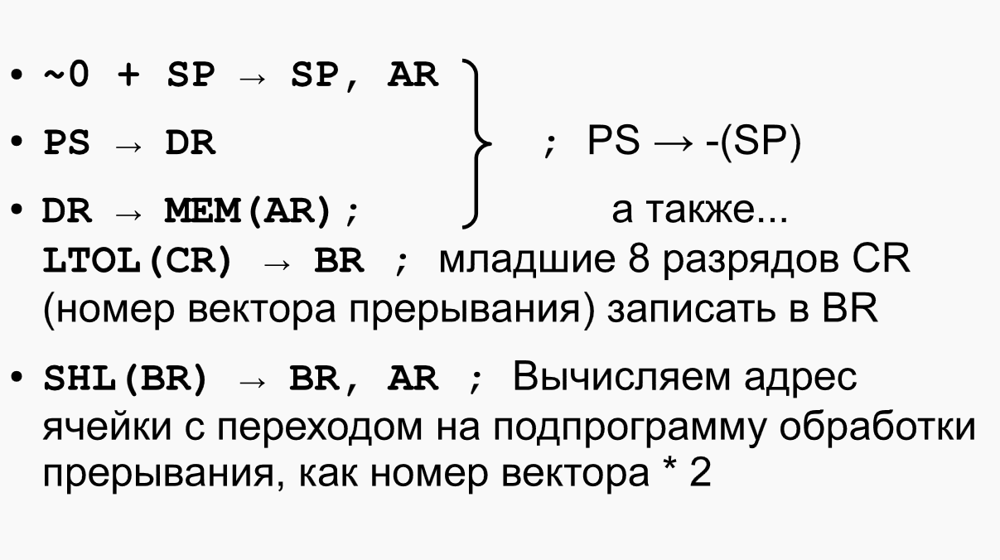 • ~0 + SP → SP, AR
• PS → DR ; PS → -(SP)
• DR → MEM(AR); а также...
LTOL(CR) → BR ; младшие 8 разрядов CR
(номер вектора прерывания) записать в BR
• SHL(BR) → BR, AR ; Вычисляем адрес
ячейки с переходом на подпрограмму обработки
прерывания, как номер вектора * 2